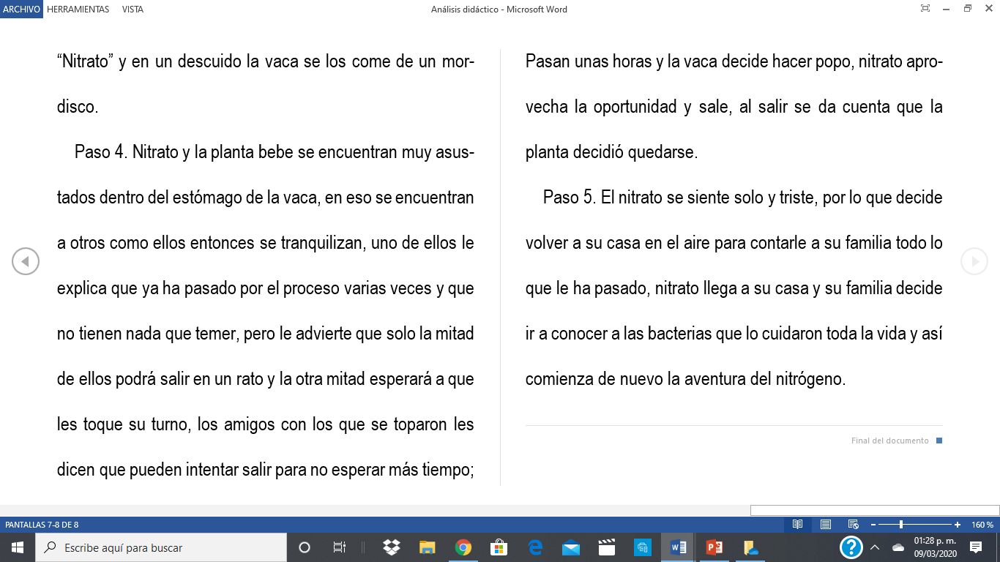 ARCHIVO HERRAMIENTAS VISTA
Análisis didáctico - Microsoft Word
“Nitrato” y en un descuido la vaca se los come de un mor-
disco.
Paso 4. Nitrato y la planta bebe se encuentran muy asus-
tados dentro del estómago de la vaca, en eso se encuentran
a otros como ellos entonces se tranquilizan, uno de ellos le
explica que ya ha pasado por el proceso varias veces y que
no tienen nada que temer, pero le advierte que solo la mitad
de ellos podrá salir en un rato y la otra mitad esperará a que
les toque su turno, los amigos con los que se toparon les
dicen que pueden intentar salir para no esperar más tiempo;
Pasan unas horas y la vaca decide hacer popo, nitrato apro-
vecha la oportunidad y sale, al salir se da cuenta que la
planta decidió quedarse.
Paso 5. El nitrato se siente solo y triste, por lo que decide
volver a su casa en el aire para contarle a su familia todo lo
que le ha pasado, nitrato llega a su casa y su familia decide
ir a conocer a las bacterias que lo cuidaron toda la vida y así
comienza de nuevo la aventura del nitrógeno.
Final del documento
PANTALLAS 7-8 DE 8
160 %
Escribe aquí para buscar
01:28 p. m.
09/03/2020